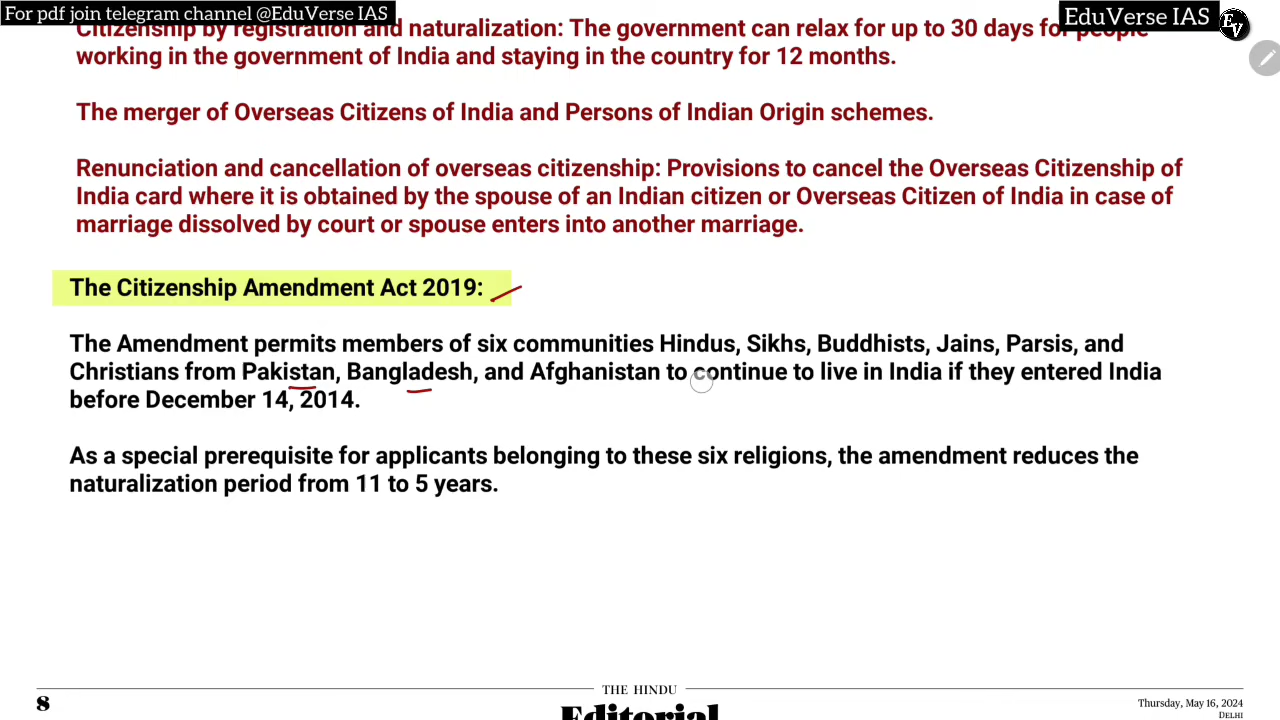 For pdf join telegram channel @EduVerse IAS
EduVerse IAS
EV
Citizenship by registration and naturalization: The government can relax for up to 30 days for people
working in the government of India and staying in the country for 12 months.
The merger of Overseas Citizens of India and Persons of Indian Origin schemes.
Renunciation and cancellation of overseas citizenship: Provisions to cancel the Overseas Citizenship of
India card where it is obtained by the spouse of an Indian citizen or Overseas Citizen of India in case of
marriage dissolved by court or spouse enters into another marriage.
The Citizenship Amendment Act 2019:
The Amendment permits members of six communities Hindus, Sikhs, Buddhists, Jains, Parsis, and
Christians from Pakistan, Bangladesh, and Afghanistan to continue to live in India if they entered India
before December 14, 2014.
As a special prerequisite for applicants belonging to these six religions, the amendment reduces the
naturalization period from 11 to 5 years.
THE HINDU
8
Editorial
Thursday, May 16, 2024
DELHI